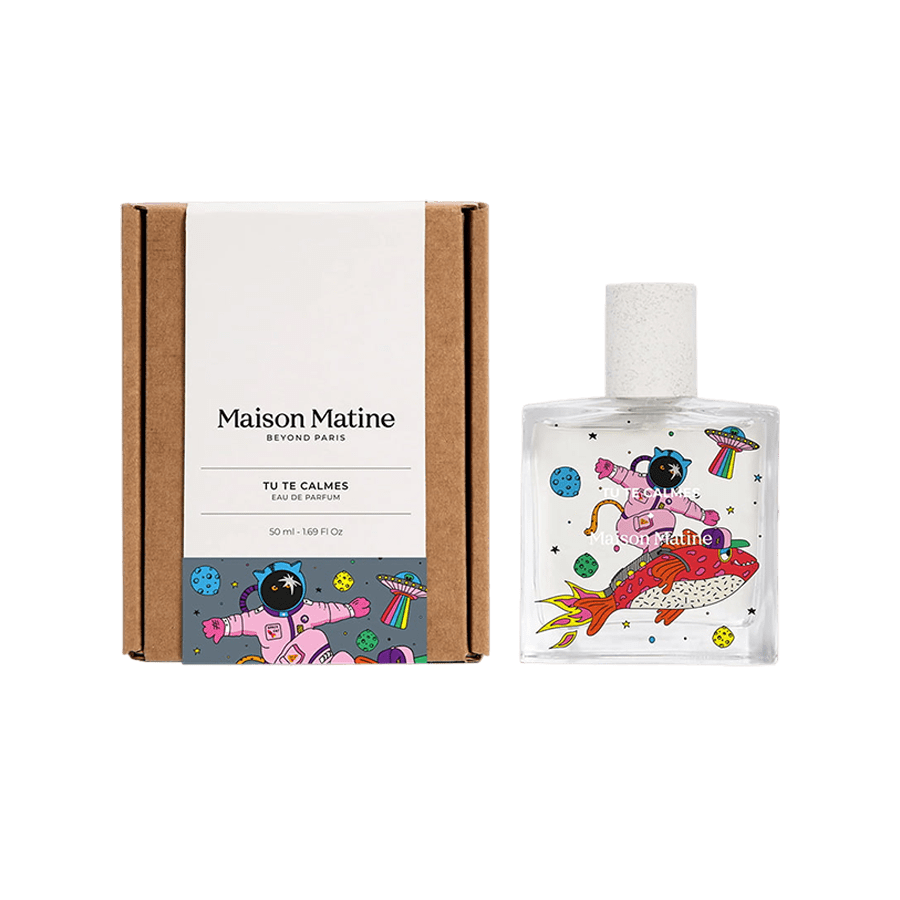 Maison Matine
BEYOND PARIS
TU TE CALMES
EAU DE PARFUM
50 ml - 1.69 Fl Oz
TU TE CALMES
Maison Matine